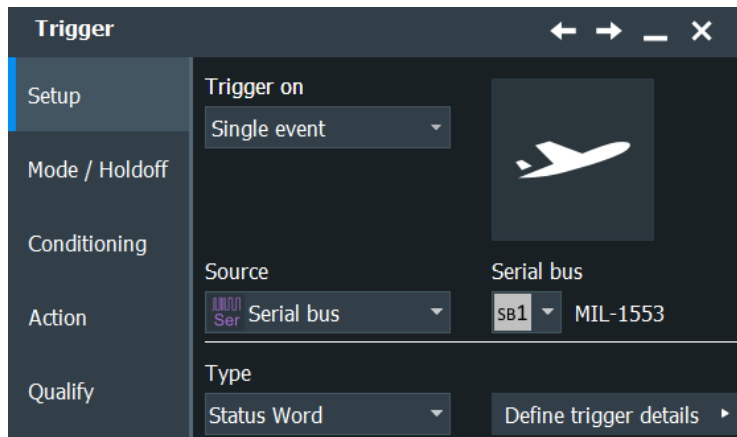 Trigger
Setup
Mode / Holdoff
Conditioning
Action
Qualify
Trigger on
Single event
Source
Serial bus
Ser Serial bus
SB1 MIL-1553
Type
Status Word
Define trigger details